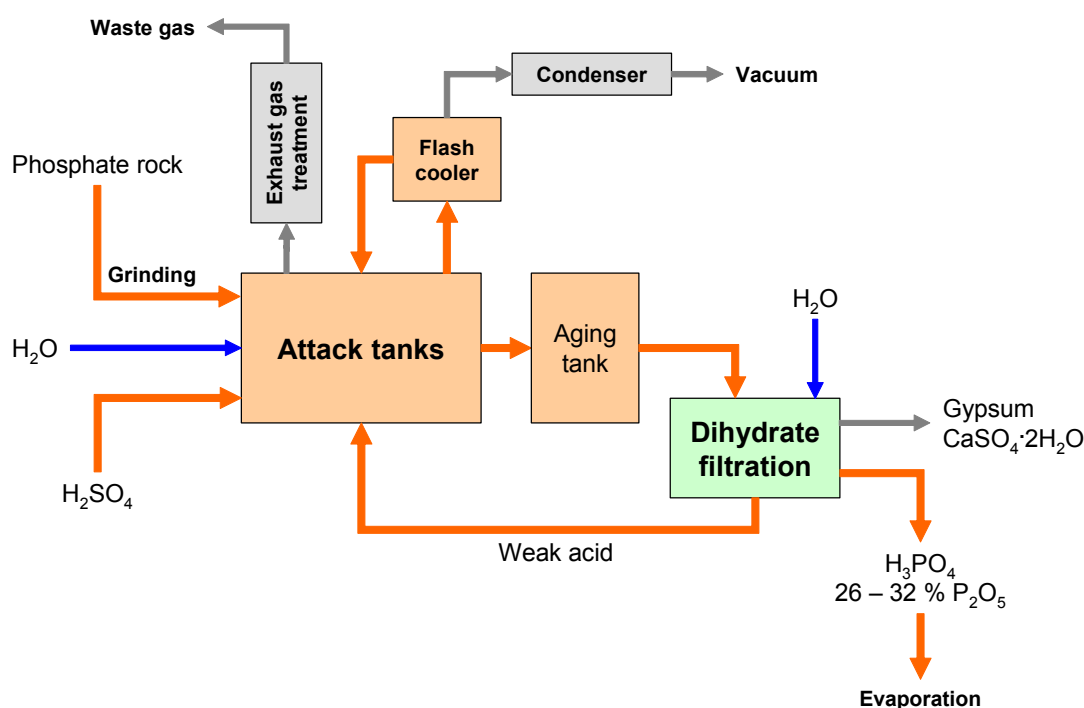 Waste gas
Condenser
Vacuum
Exhaust gas
treatment
Flash
cooler
Phosphate rock
Grinding
H₂O
Attack tanks
Aging
tank
H₂O
H₂SO₄
Dihydrate
filtration
Gypsum
CaSO₄·2H₂O
Weak acid
H₃PO₄
26 – 32 % P₂O₅
Evaporation